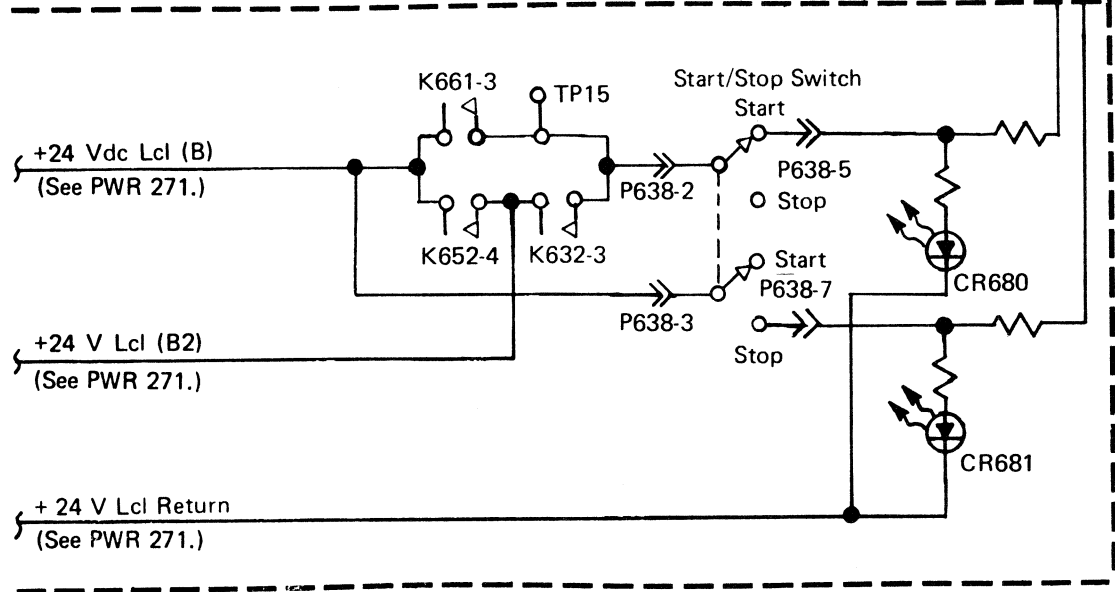 K661-3
TP15
Start/Stop Switch
Start
+24 Vdc Lcl (B)
(See PWR 271.)
P638-2
P638-5
Stop
K652-4
K632-3
Start
P638-7
CR680
P638-3
+24 V Lcl (B2)
(See PWR 271.)
Stop
CR681
+ 24 V Lcl Return
(See PWR 271.)